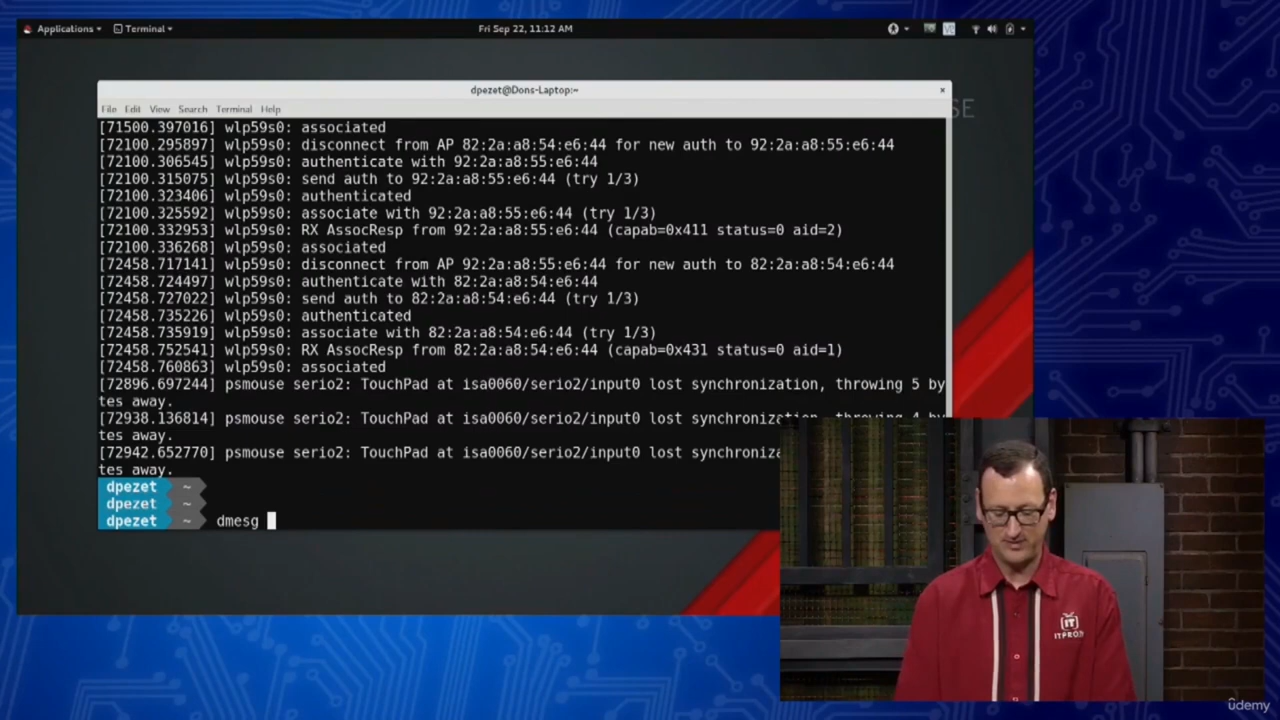 Applications Terminal Fri Sep 22, 11:12 AM
dpezet@Dons-Laptop:~ ×
SE
File Edit View Search Terminal Help
[71500.397016] wlp59s0: associated
[72100.295897] wlp59s0: disconnect from AP 82:2a:a8:54:e6:44 for new auth to 92:2a:a8:55:e6:44
[72100.306545] wlp59s0: authenticate with 92:2a:a8:55:e6:44
[72100.315075] wlp59s0: send auth to 92:2a:a8:55:e6:44 (try 1/3)
[72100.323406] wlp59s0: authenticated
[72100.325592] wlp59s0: associate with 92:2a:a8:55:e6:44 (try 1/3)
[72100.332953] wlp59s0: RX AssocResp from 92:2a:a8:55:e6:44 (capab=0x411 status=0 aid=2)
[72100.336268] wlp59s0: associated
[72458.717141] wlp59s0: disconnect from AP 92:2a:a8:55:e6:44 for new auth to 82:2a:a8:54:e6:44
[72458.724497] wlp59s0: authenticate with 82:2a:a8:54:e6:44
[72458.727022] wlp59s0: send auth to 82:2a:a8:54:e6:44 (try 1/3)
[72458.735226] wlp59s0: authenticated
[72458.735919] wlp59s0: associate with 82:2a:a8:54:e6:44 (try 1/3)
[72458.752541] wlp59s0: RX AssocResp from 82:2a:a8:54:e6:44 (capab=0x431 status=0 aid=1)
[72458.760863] wlp59s0: associated
[72896.697244] psmouse serio2: TouchPad at isa0060/serio2/input0 lost synchronization, throwing 5 by
tes away.
[72938.136814] psmouse serio2: TouchPad at isa0060/serio2/input0 lost synchronization, throwing 4 by
tes away.
[72942.652770] psmouse serio2: TouchPad at isa0060/serio2/input0 lost synchroniza
tes away.
dpezet ~
dpezet ~
dpezet ~ dmesg
IT
ITPRO.TV
ûdemy